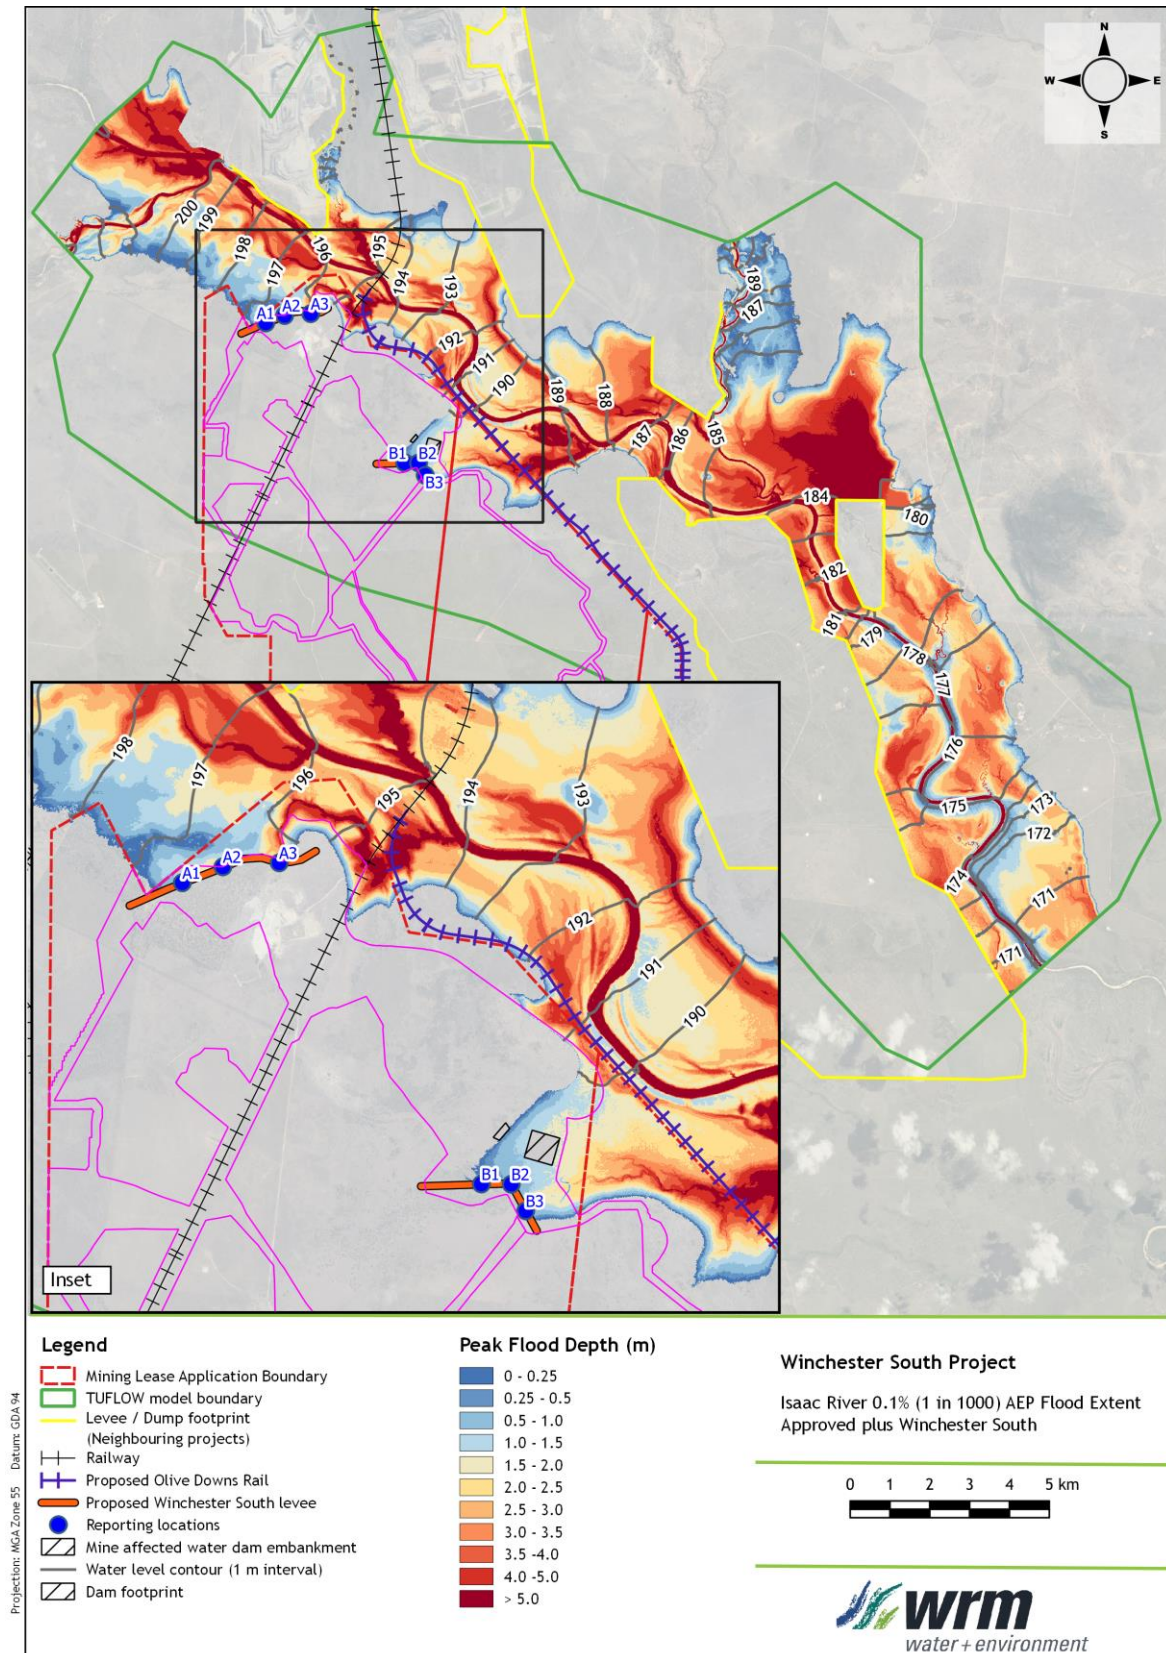 N
W
E
S
200
199
198
197
196
195
194
193
192
191
190
189
188
187
186
185
184
189
187
180
182
181
179
178
177
176
175
173
172
174
171
171
A1
A2
A3
B1
B2
B3
198
197
196
195
194
193
192
191
190
A1
A2
A3
B1
B2
B3
Inset
Legend
Mining Lease Application Boundary
TUFLOW model boundary
Levee / Dump footprint
(Neighbouring projects)
Railway
Proposed Olive Downs Rail
Proposed Winchester South levee
Reporting locations
Mine affected water dam embankment
Water level contour (1 m interval)
Dam footprint
Peak Flood Depth (m)
0 - 0.25
0.25 - 0.5
0.5 - 1.0
1.0 - 1.5
1.5 - 2.0
2.0 - 2.5
2.5 - 3.0
3.0 - 3.5
3.5 -4.0
4.0 -5.0
> 5.0
Winchester South Project
Isaac River 0.1% (1 in 1000) AEP Flood Extent
Approved plus Winchester South
0 1 2 3 4 5 km
wrm
water + environment
Projection: MGA Zone 55 Datum: GDA 94